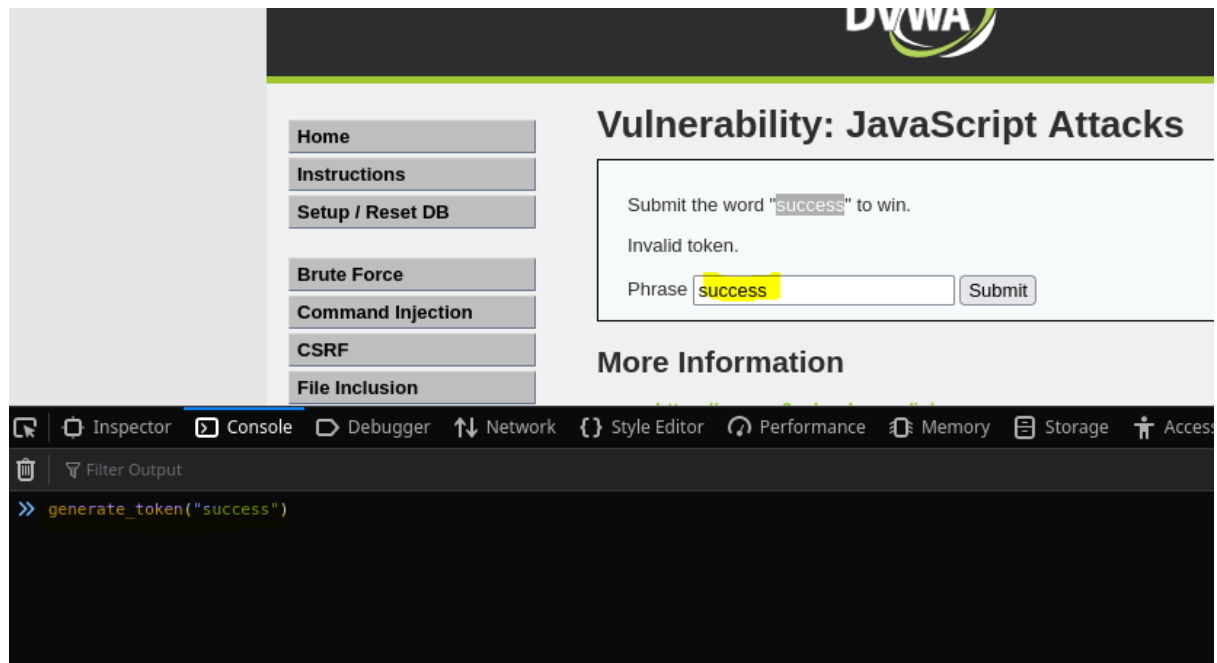 DVWA
Home
Instructions
Setup / Reset DB
Brute Force
Command Injection
CSRF
File Inclusion
Vulnerability: JavaScript Attacks
Submit the word "success" to win.
Invalid token.
Phrase success Submit
More Information
Inspector Console Debugger Network Style Editor Performance Memory Storage Access
Filter Output
generate_token("success")